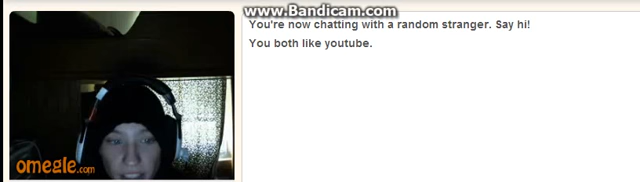 www.Bandicam.com
You're now chatting with a random stranger. Say hi!
You both like youtube.
omegle.com